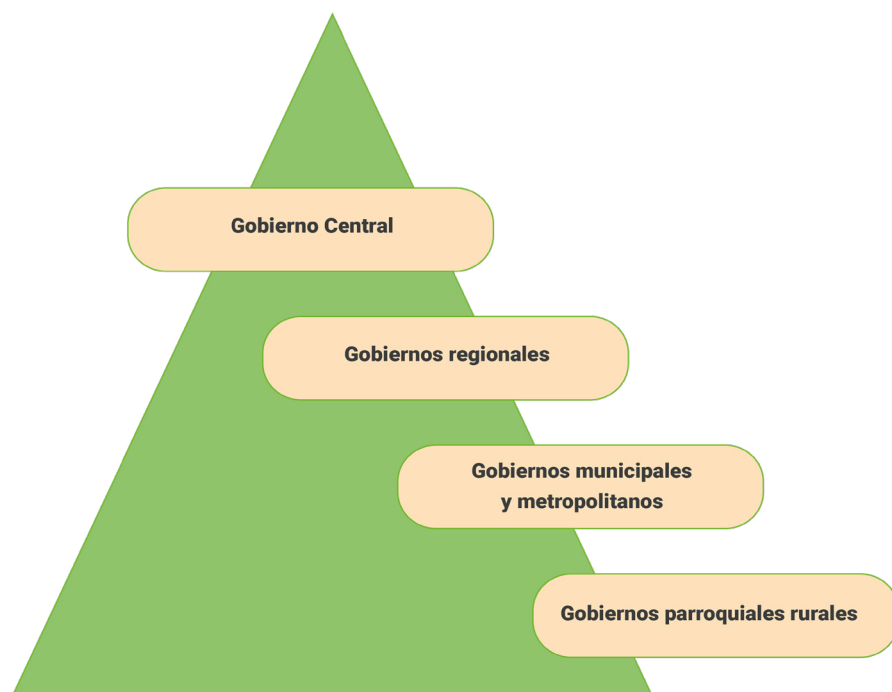 Gobierno Central
Gobiernos regionales
Gobiernos municipales
y metropolitanos
Gobiernos parroquiales rurales